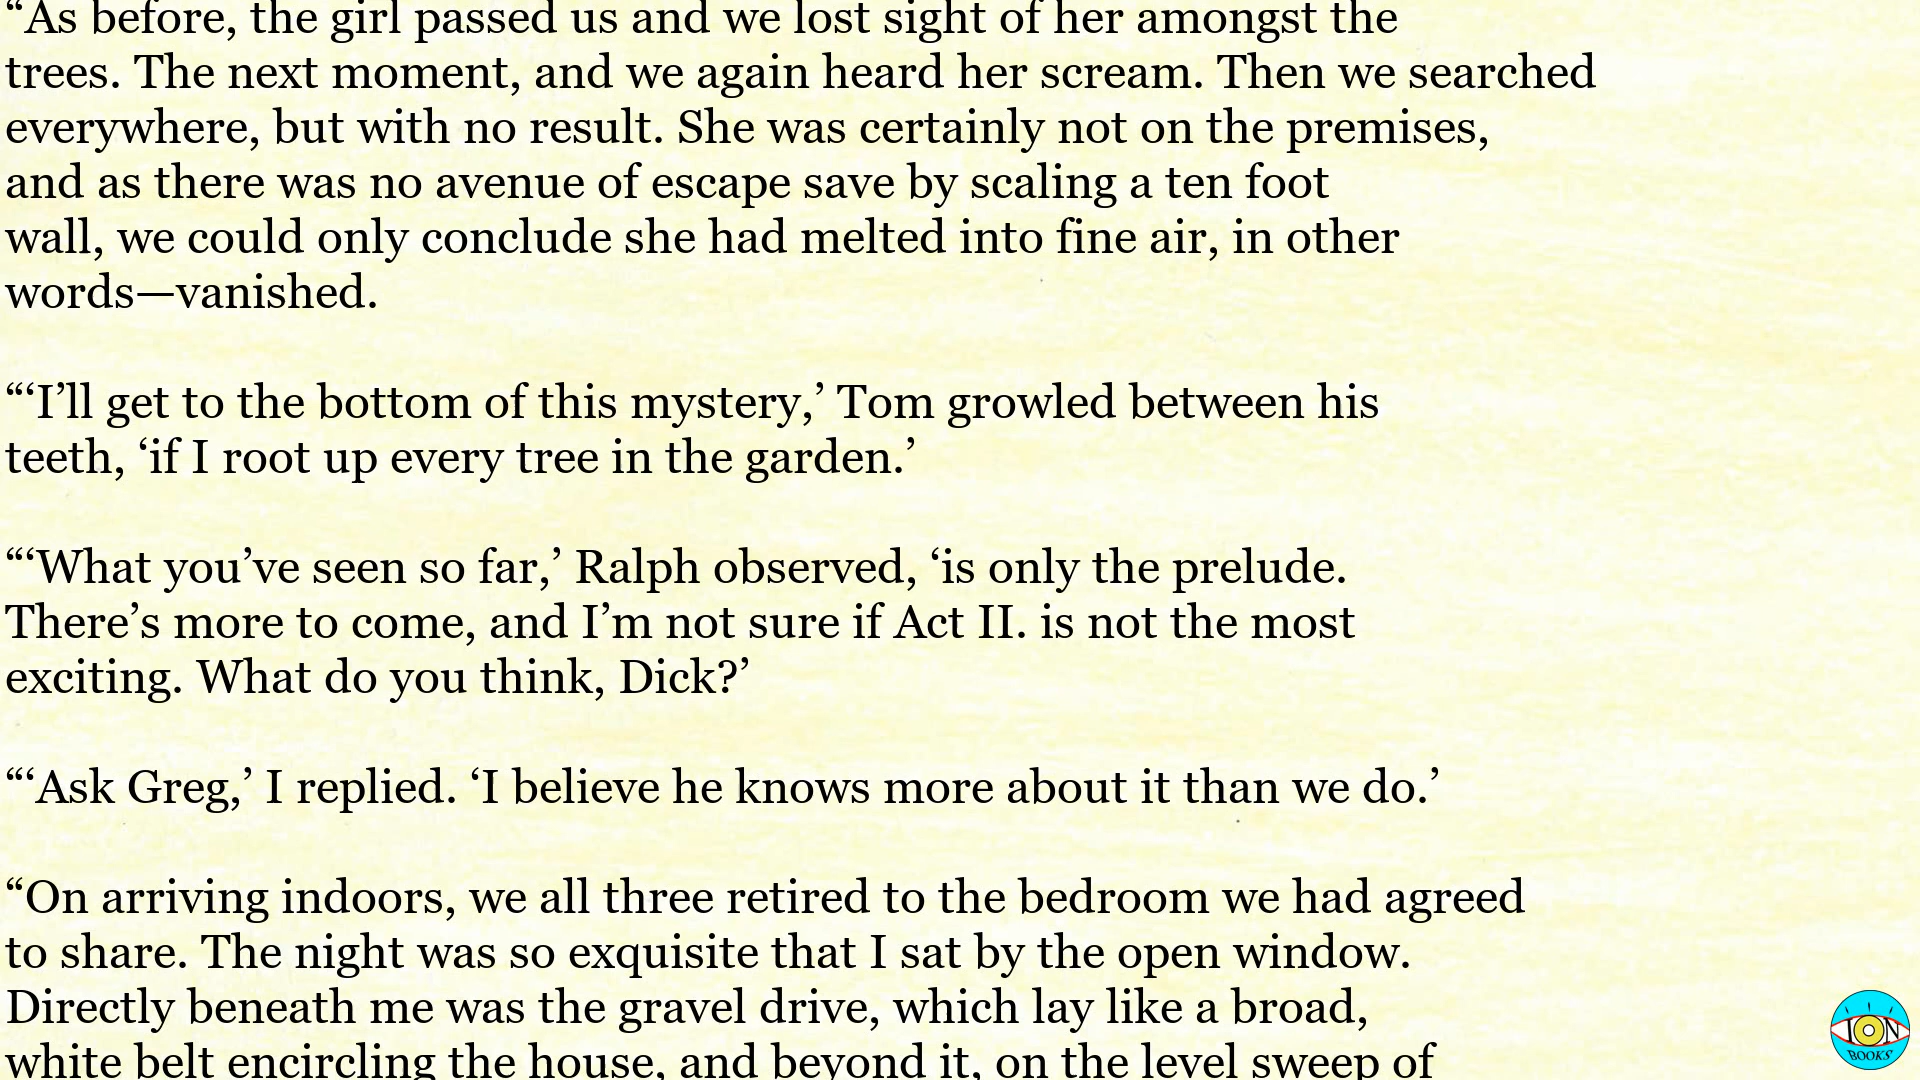 “As before, the girl passed us and we lost sight of her amongst the
trees. The next moment, and we again heard her scream. Then we searched
everywhere, but with no result. She was certainly not on the premises,
and as there was no avenue of escape save by scaling a ten foot
wall, we could only conclude she had melted into fine air, in other
words—vanished.
“‘I’ll get to the bottom of this mystery,’ Tom growled between his
teeth, ‘if I root up every tree in the garden.’
“‘What you’ve seen so far,’ Ralph observed, ‘is only the prelude.
There’s more to come, and I’m not sure if Act II. is not the most
exciting. What do you think, Dick?’
“‘Ask Greg,’ I replied. ‘I believe he knows more about it than we do.’
“On arriving indoors, we all three retired to the bedroom we had agreed
to share. The night was so exquisite that I sat by the open window.
Directly beneath me was the gravel drive, which lay like a broad,
white belt encircling the house, and beyond it, on the level sweep of
ION
BOOKS